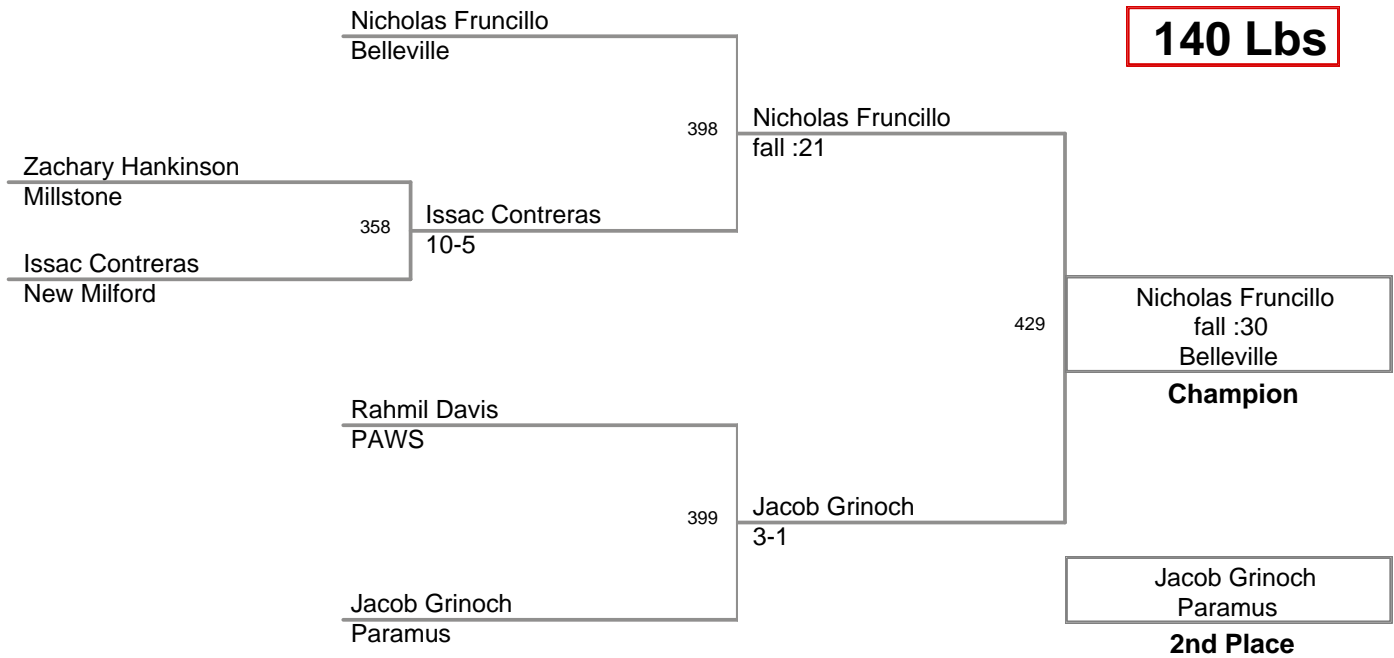 Nicholas Fruncillo
Belleville
140 Lbs
398
Nicholas Fruncillo
fall :21
Zachary Hankinson
Millstone
358
Issac Contreras
10-5
Issac Contreras
New Milford
429
Nicholas Fruncillo
fall :30
Belleville
Champion
Rahmil Davis
PAWS
399
Jacob Grinoch
3-1
Jacob Grinoch
Paramus
Jacob Grinoch
Paramus
2nd Place